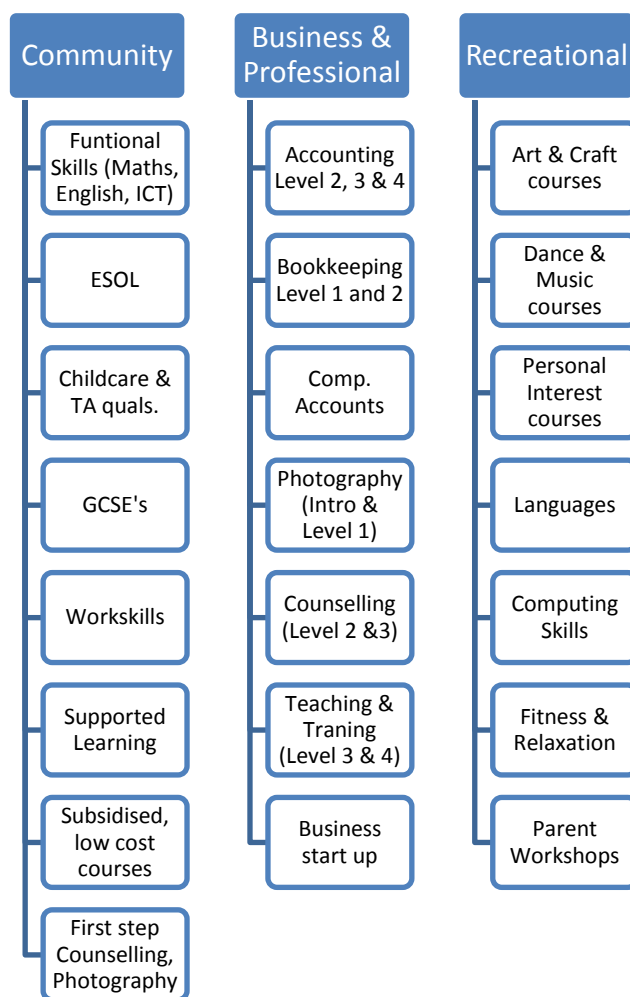 Community
Funtional
Skills (Maths,
English, ICT)
ESOL
Childcare &
TA quals.
GCSE's
Workskills
Supported
Learning
Subsidised,
low cost
courses
First step
Counselling,
Photography
Business &
Professional
Accounting
Level 2, 3 & 4
Bookkeeping
Level 1 and 2
Comp.
Accounts
Photography
(Intro &
Level 1)
Counselling
(Level 2 &3)
Teaching &
Traning
(Level 3 & 4)
Business
start up
Recreational
Art & Craft
courses
Dance &
Music
courses
Personal
Interest
courses
Languages
Computing
Skills
Fitness &
Relaxation
Parent
Workshops